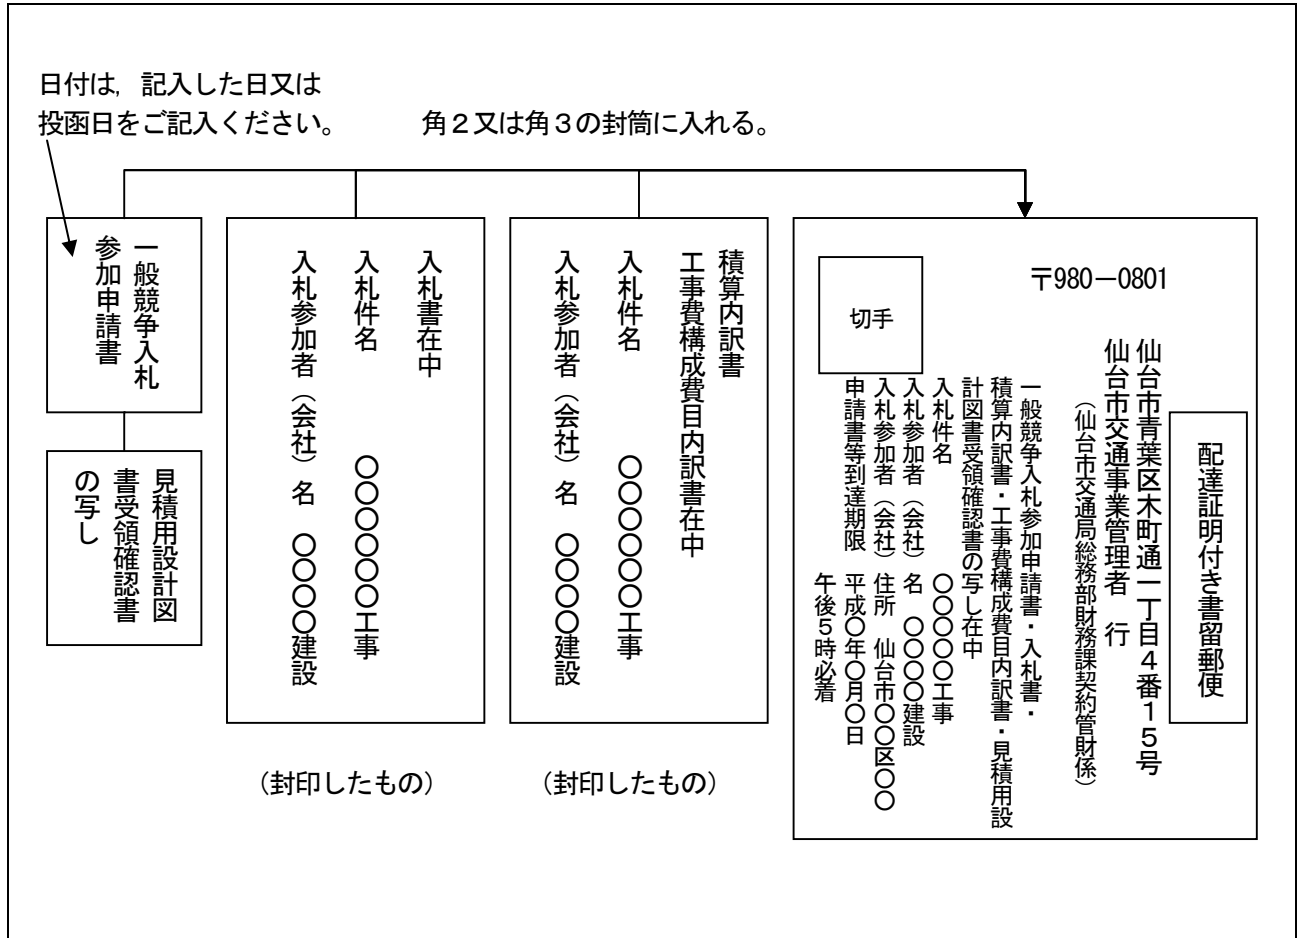 日付は，記入した日又は
投函日をご記入ください。
角２又は角３の封筒に入れる。
一般競争入札
参加申請書
見積用設計図
書受領確認書
の写し
入札書在中
入札件名　〇〇〇〇〇〇工事
入札参加者（会社）名　〇〇〇〇建設
（封印したもの）
積算内訳書
工事費構成費目内訳書在中
入札件名　〇〇〇〇〇〇工事
入札参加者（会社）名　〇〇〇〇建設
（封印したもの）
配達証明付き書留郵便
〒980－0801
仙台市青葉区木町通一丁目４番１５号
仙台市交通事業管理者　行
（仙台市交通局総務部財務課契約管財係）
切手
一般競争入札参加申請書・入札書・
積算内訳書・工事費構成費目内訳書・見積用設
計図書受領確認書の写し在中
入札件名　〇〇〇〇〇工事
入札参加者（会社）名　〇〇〇〇建設
入札参加者（会社）住所　仙台市〇〇区〇〇
申請書等到達期限　平成〇年〇月〇日
午後５時必着